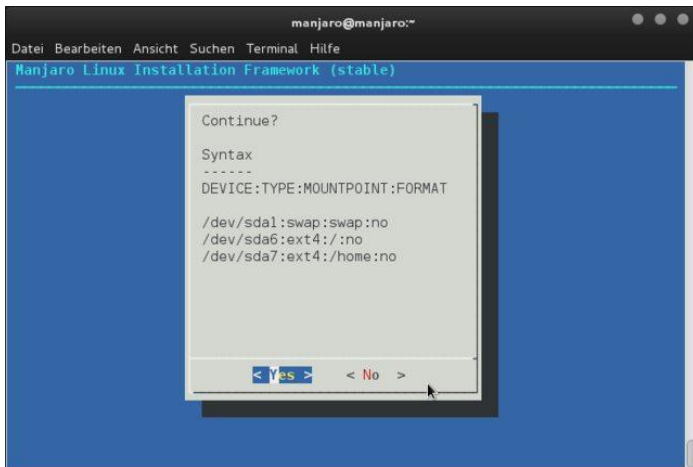 manjaro@manjaro:~
Datei Bearbeiten Ansicht Suchen Terminal Hilfe
Manjaro Linux Installation Framework (stable)
Continue?
Syntax
------
DEVICE:TYPE:MOUNTPOINT:FORMAT
/dev/sda1:swap:swap:no
/dev/sda6:ext4:/:no
/dev/sda7:ext4:/home:no
< Yes > < No >